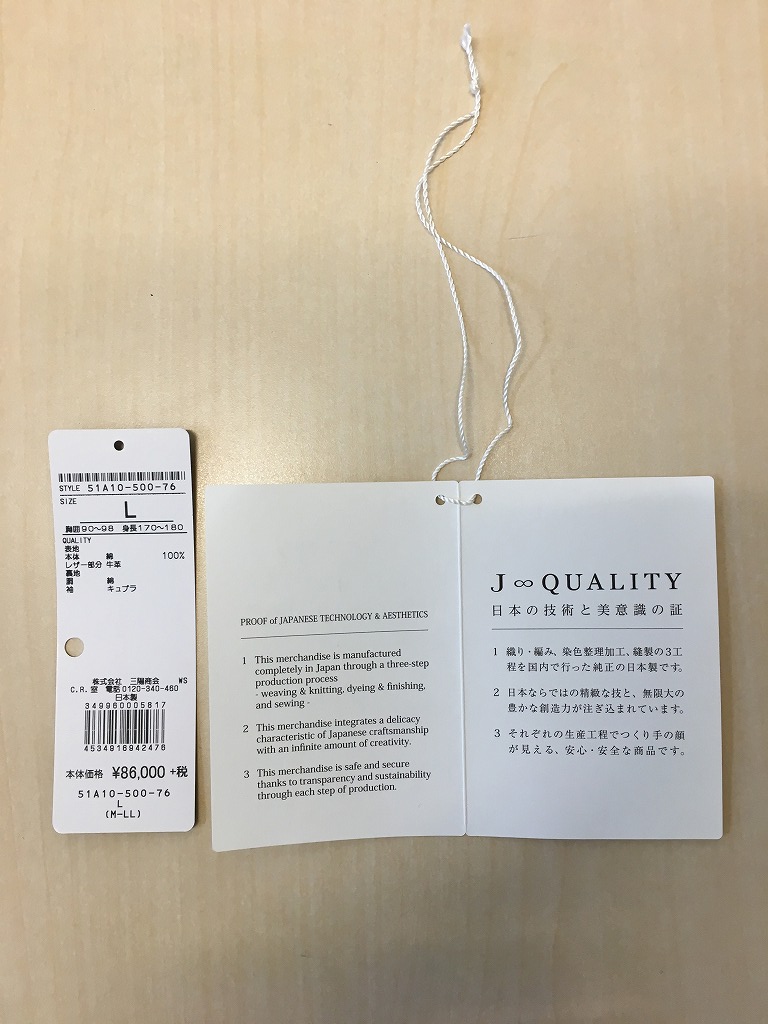 STYLE 51A10-500-76
SIZE
L
胸囲90～98 身長170～180
QUALITY
表地
本体 綿 100%
レザー部分 牛革
裏地
胴 綿
袖 キュプラ
株式会社 三陽商会 WS
C.R.室 電話0120-340-460
日本製
349960005817
4534916942476
本体価格 ¥86,000 +税
51A10-500-76
L
(M-LL)
PROOF of JAPANESE TECHNOLOGY & AESTHETICS
1 This merchandise is manufactured
completely in Japan through a three-step
production process
- weaving & knitting, dyeing & finishing,
and sewing -
2 This merchandise integrates a delicacy
characteristic of Japanese craftsmanship
with an infinite amount of creativity.
3 This merchandise is safe and secure
thanks to transparency and sustainability
through each step of production.
J∞QUALITY
日本の技術と美意識の証
1 織り・編み、染色整理加工、縫製の3工
程を国内で行った純正の日本製です。
2 日本ならではの精緻な技と、無限大の
豊かな創造力が注ぎ込まれています。
3 それぞれの生産工程でつくり手の顔
が見える、安心・安全な商品です。